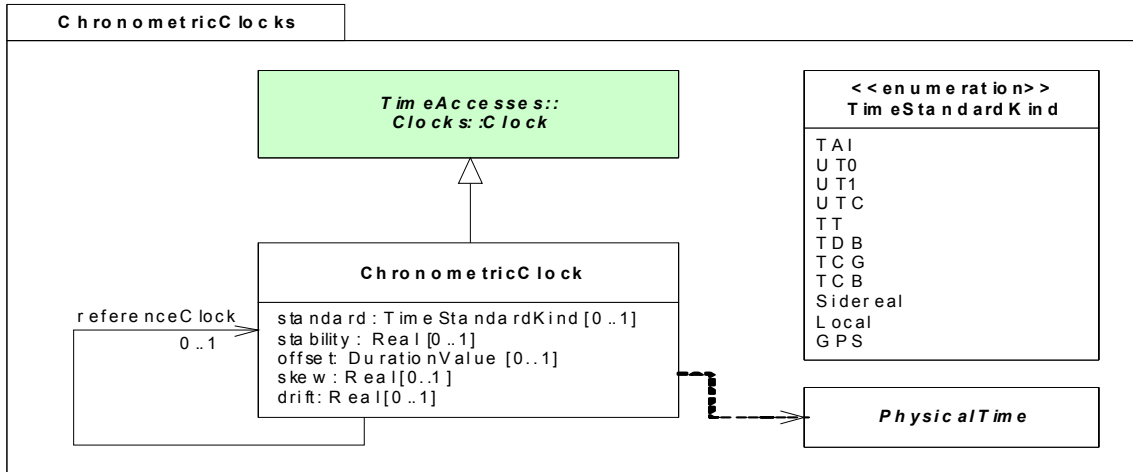 ChronometricClocks
TimeAccesses::
Clocks::Clock
<<enumeration>>
TimeStandardKind
TAI
UT0
UT1
UTC
TT
TDB
TCG
TCB
Sidereal
Local
GPS
ChronometricClock
referenceClock
0..1
standard: TimeStandardKind[0..1]
stability: Real[0..1]
offset: DurationValue [0..1]
skew: Real[0..1]
drift: Real[0..1]
PhysicalTime